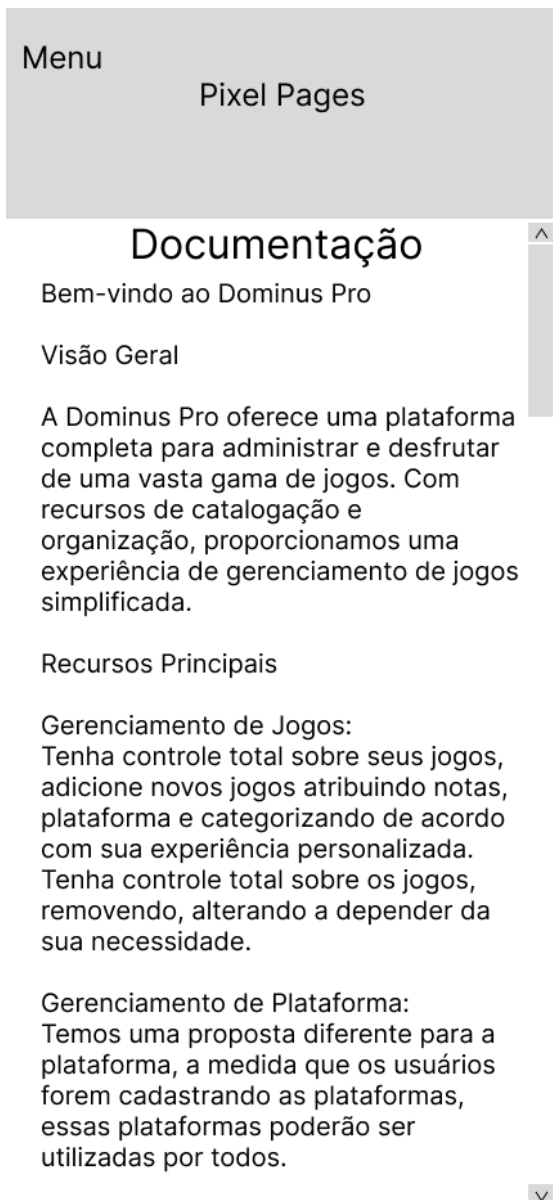 Menu
Pixel Pages
Documentação
Bem-vindo ao Dominus Pro
Visão Geral
A Dominus Pro oferece uma plataforma
completa para administrar e desfrutar
de uma vasta gama de jogos. Com
recursos de catalogação e
organização, proporcionamos uma
experiência de gerenciamento de jogos
simplificada.
Recursos Principais
Gerenciamento de Jogos:
Tenha controle total sobre seus jogos,
adicione novos jogos atribuindo notas,
plataforma e categorizando de acordo
com sua experiência personalizada.
Tenha controle total sobre os jogos,
removendo, alterando a depender da
sua necessidade.
Gerenciamento de Plataforma:
Temos uma proposta diferente para a
plataforma, a medida que os usuários
forem cadastrando as plataformas,
essas plataformas poderão ser
utilizadas por todos.